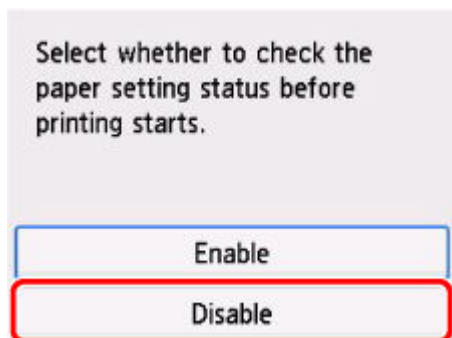 Select whether to check the
paper setting status before
printing starts.
Enable
Disable